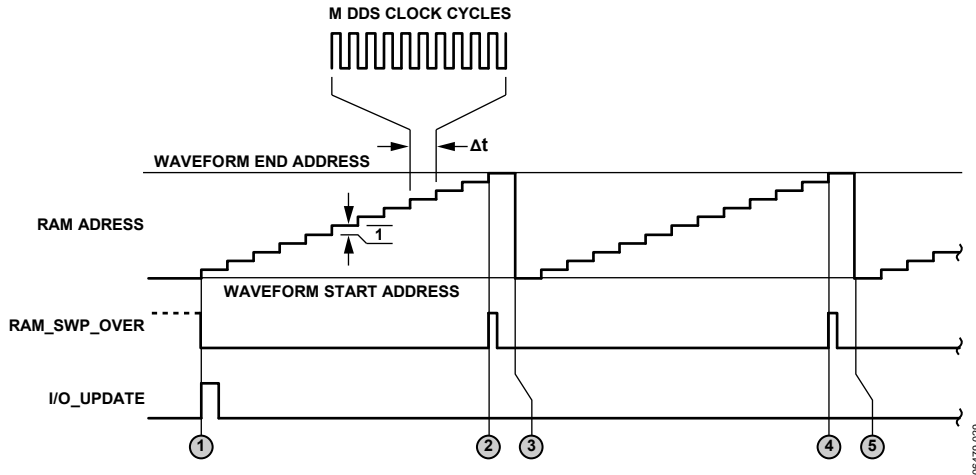 M DDS CLOCK CYCLES
Δt
WAVEFORM END ADDRESS
RAM ADRESS
1
WAVEFORM START ADDRESS
RAM_SWP_OVER
I/O_UPDATE
1 2 3 4 5